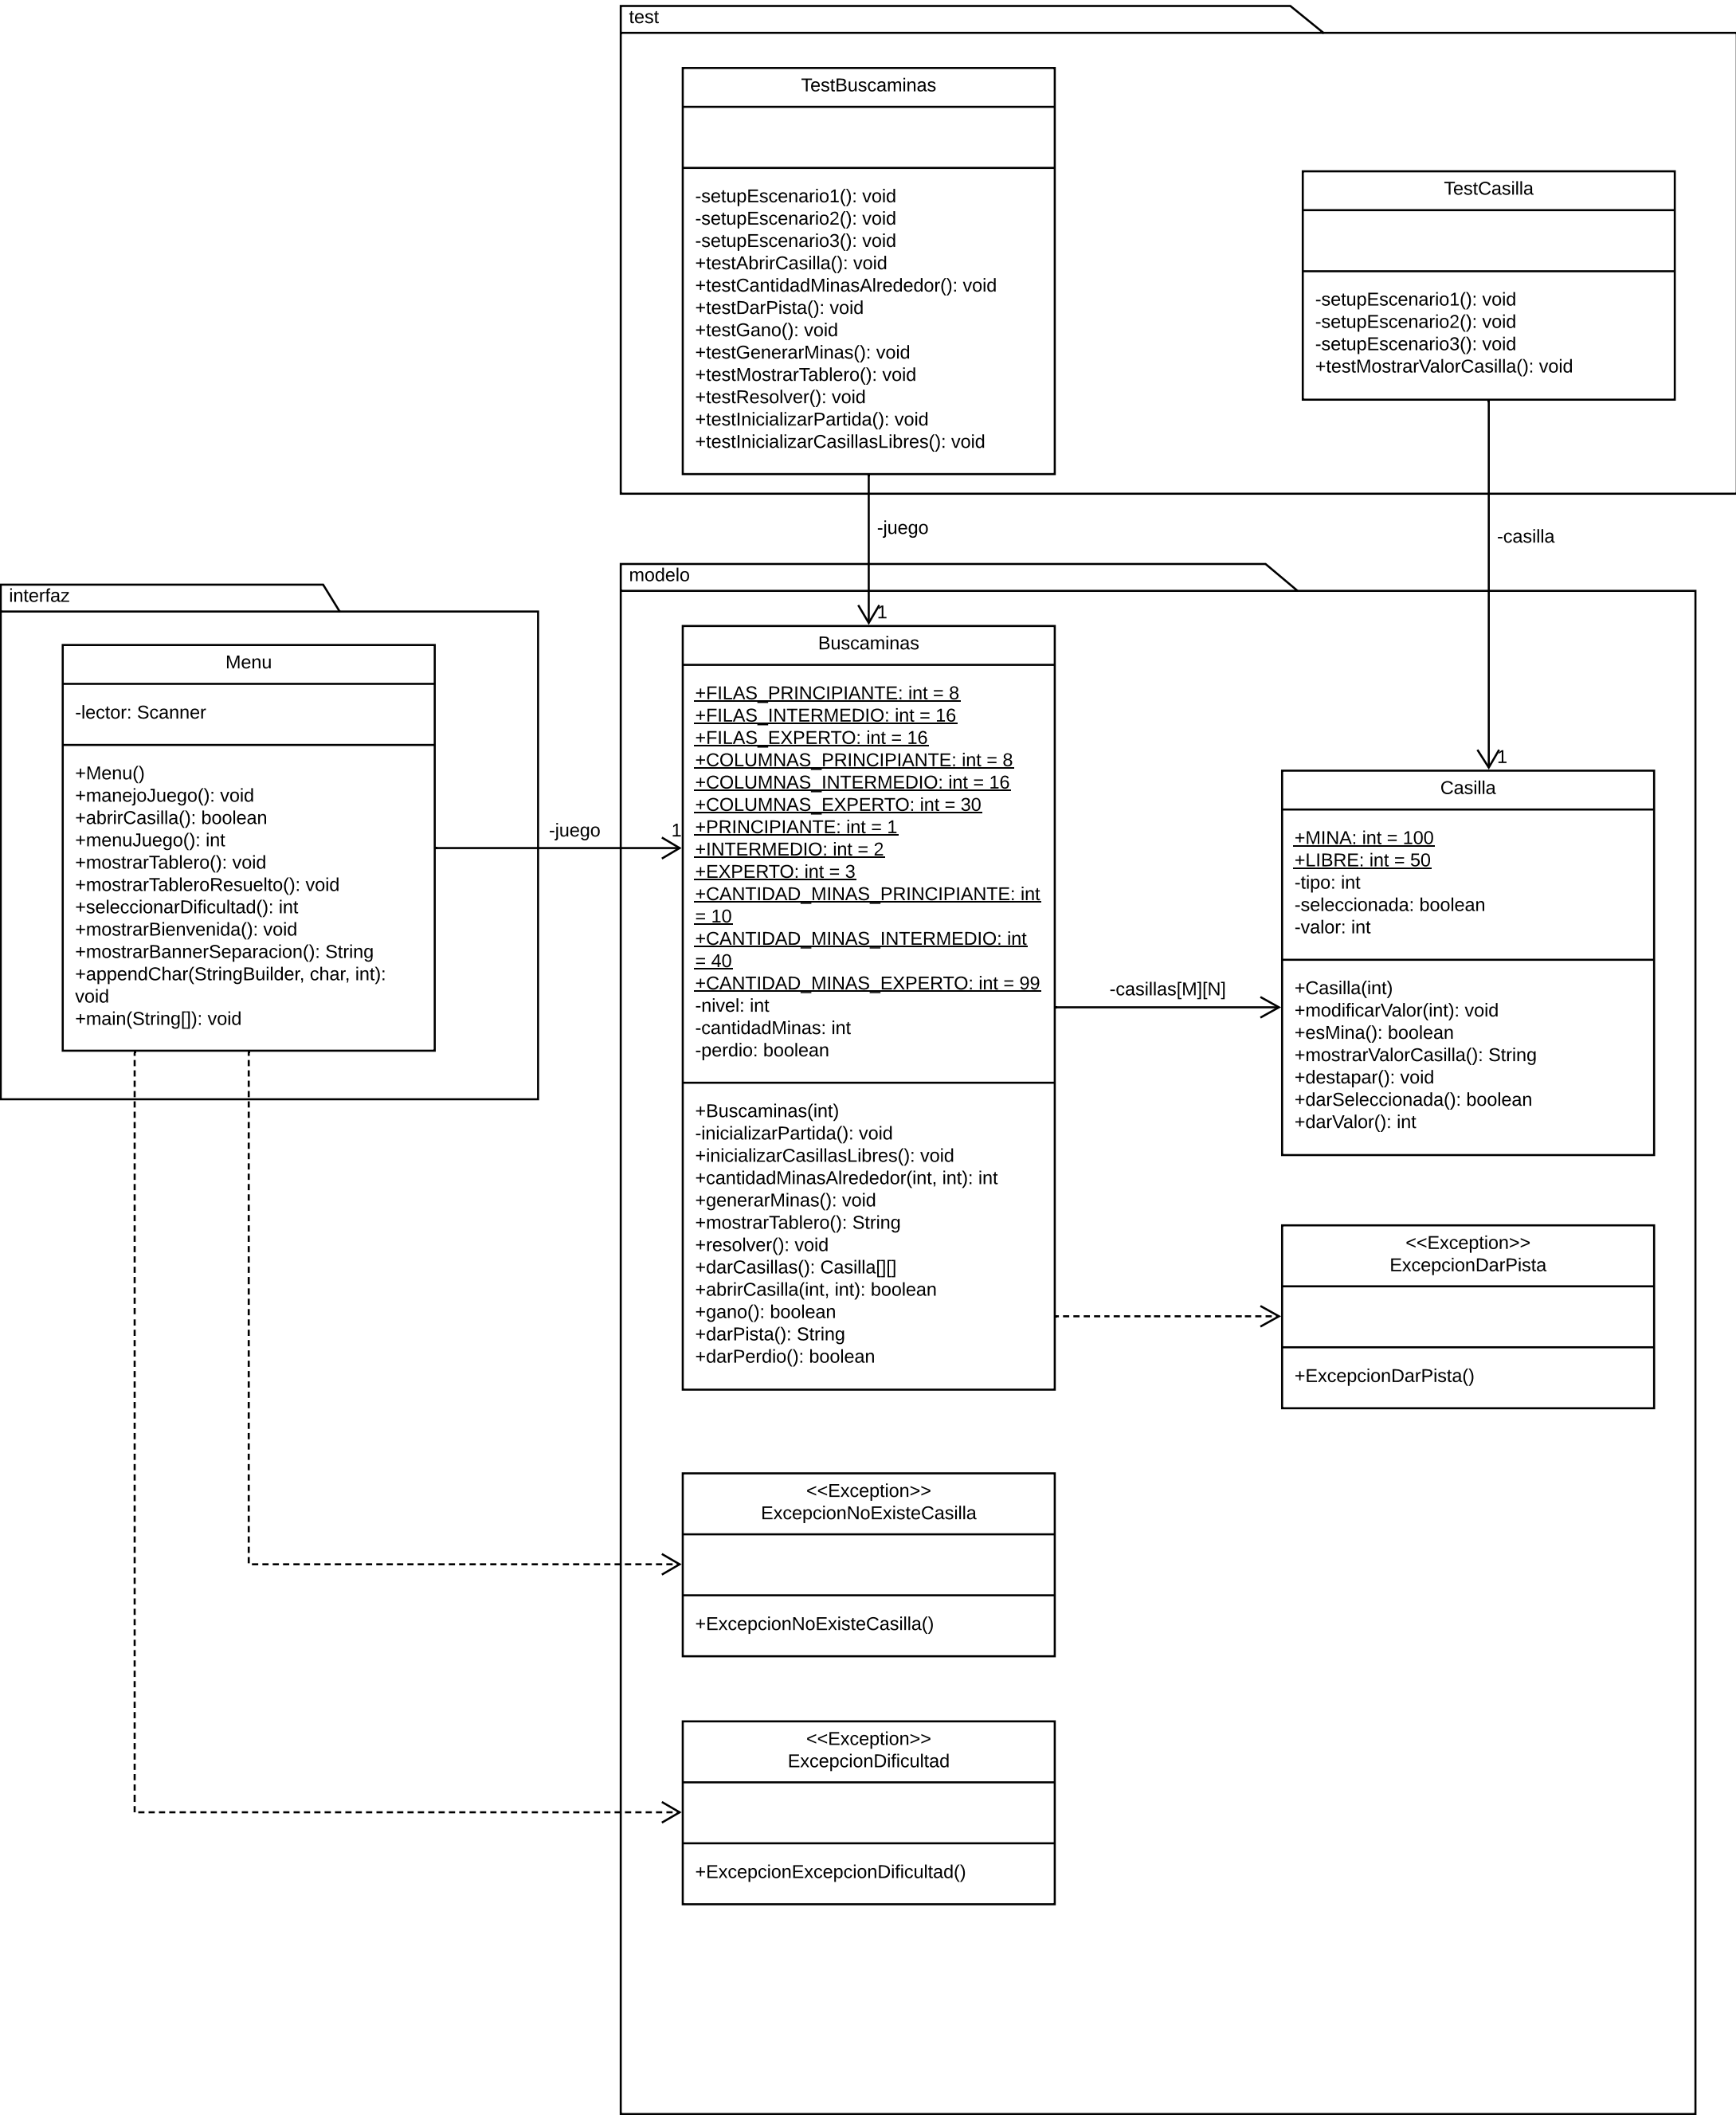 test
TestBuscaminas
-setupEscenario1(): void
-setupEscenario2(): void
-setupEscenario3(): void
+testAbrirCasilla(): void
+testCantidadMinasAlrededor(): void
+testDarPista(): void
+testGano(): void
+testGenerarMinas(): void
+testMostrarTablero(): void
+testResolver(): void
+testInicializarPartida(): void
+testInicializarCasillasLibres(): void
TestCasilla
-setupEscenario1(): void
-setupEscenario2(): void
-setupEscenario3(): void
+testMostrarValorCasilla(): void
-juego
1
-casilla
1
interfaz
Menu
-lector: Scanner
+Menu()
+manejoJuego(): void
+abrirCasilla(): boolean
+menuJuego(): int
+mostrarTablero(): void
+mostrarTableroResuelto(): void
+seleccionarDificultad(): int
+mostrarBienvenida(): void
+mostrarBannerSeparacion(): String
+appendChar(StringBuilder, char, int):
void
+main(String[]): void
-juego
1
modelo
Buscaminas
+FILAS_PRINCIPIANTE: int = 8
+FILAS_INTERMEDIO: int = 16
+FILAS_EXPERTO: int = 16
+COLUMNAS_PRINCIPIANTE: int = 8
+COLUMNAS_INTERMEDIO: int = 16
+COLUMNAS_EXPERTO: int = 30
+PRINCIPIANTE: int = 1
+INTERMEDIO: int = 2
+EXPERTO: int = 3
+CANTIDAD_MINAS_PRINCIPIANTE: int
= 10
+CANTIDAD_MINAS_INTERMEDIO: int
= 40
+CANTIDAD_MINAS_EXPERTO: int = 99
-nivel: int
-cantidadMinas: int
-perdio: boolean
+Buscaminas(int)
-inicializarPartida(): void
+inicializarCasillasLibres(): void
+cantidadMinasAlrededor(int, int): int
+generarMinas(): void
+mostrarTablero(): String
+resolver(): void
+darCasillas(): Casilla[][]
+abrirCasilla(int, int): boolean
+gano(): boolean
+darPista(): String
+darPerdio(): boolean
-casillas[M][N]
Casilla
+MINA: int = 100
+LIBRE: int = 50
-tipo: int
-seleccionada: boolean
-valor: int
+Casilla(int)
+modificarValor(int): void
+esMina(): boolean
+mostrarValorCasilla(): String
+destapar(): void
+darSeleccionada(): boolean
+darValor(): int
<<Exception>>
ExcepcionDarPista
+ExcepcionDarPista()
<<Exception>>
ExcepcionNoExisteCasilla
+ExcepcionNoExisteCasilla()
<<Exception>>
ExcepcionDificultad
+ExcepcionExcepcionDificultad()